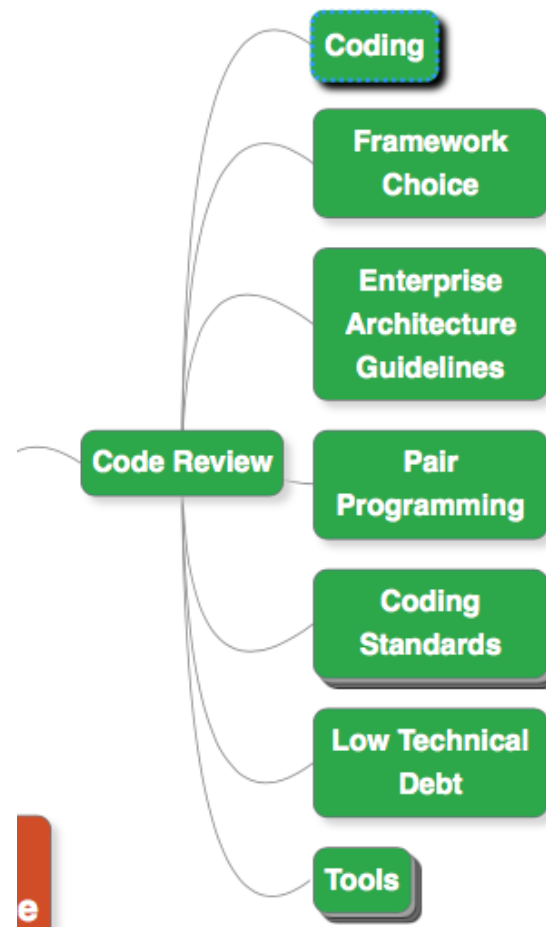 Coding
Framework
Choice
Enterprise
Architecture
Guidelines
Code Review
Pair
Programming
Coding
Standards
Low Technical
Debt
Tools
e